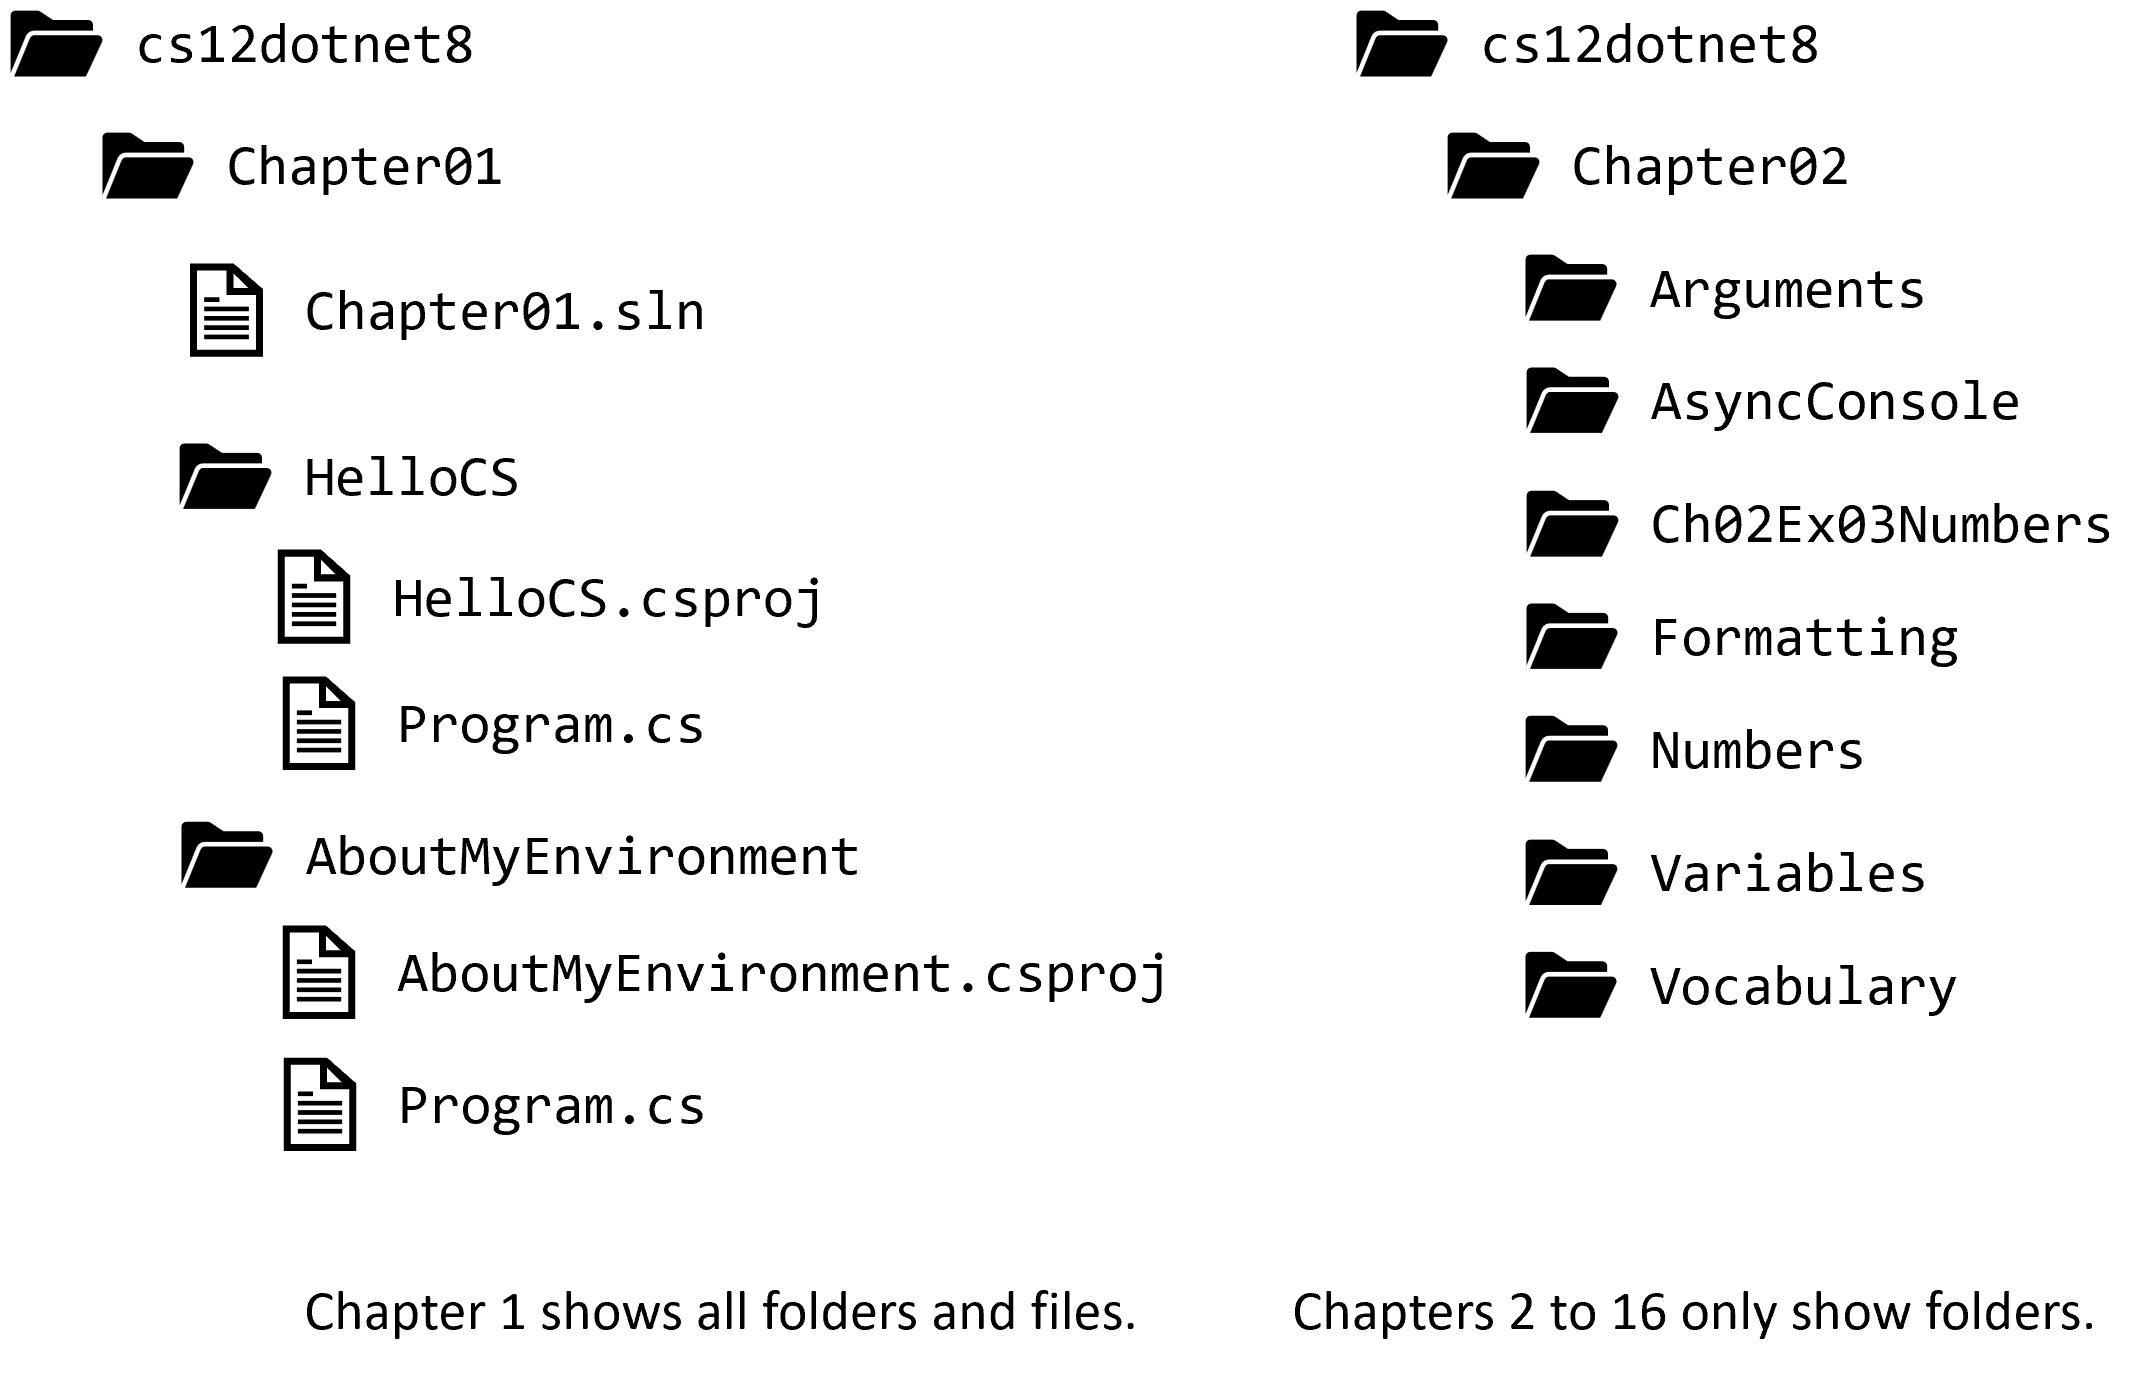 cs12dotnet8
Chapter01
Chapter01.sln
HelloCS
HelloCS.csproj
Program.cs
AboutMyEnvironment
AboutMyEnvironment.csproj
Program.cs
Chapter 1 shows all folders and files.
cs12dotnet8
Chapter02
Arguments
AsyncConsole
Ch02Ex03Numbers
Formatting
Numbers
Variables
Vocabulary
Chapters 2 to 16 only show folders.